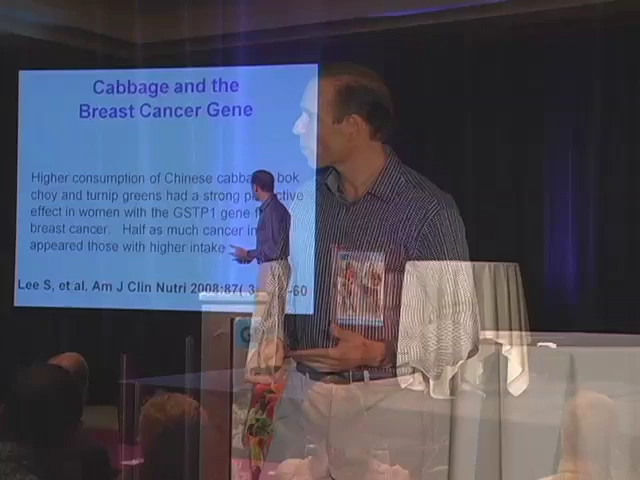 Cabbage and the
Breast Cancer Gene
Higher consumption of Chinese bok
choy and turnip greens had a strong
effect in women with the GSTP1 gene
breast cancer. Half as much cancer in
appeared those with higher intake
Lee S, et al. Am J Clin Nutri 2008;87( -60